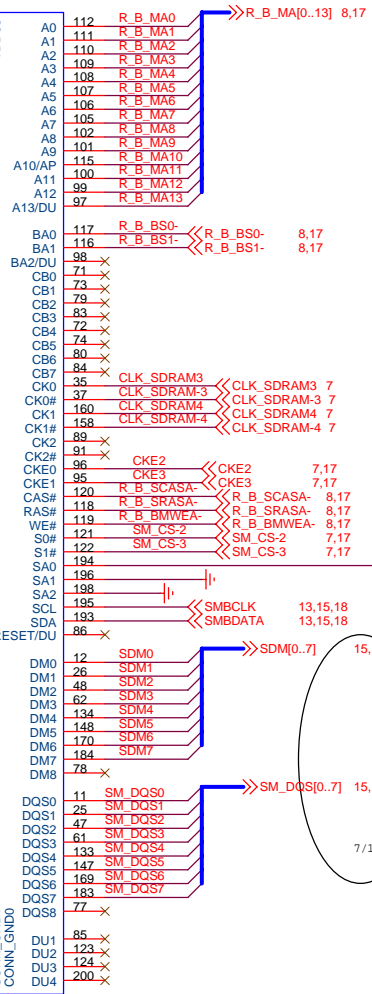 A0 112 R_B_MA0 R_B_MA[0..13] 8,17
A1 111 R_B_MA1
A2 110 R_B_MA2
A3 109 R_B_MA3
A4 108 R_B_MA4
A5 107 R_B_MA5
A6 106 R_B_MA6
A7 105 R_B_MA7
A8 102 R_B_MA8
A9 101 R_B_MA9
A10/AP 115 R_B_MA10
A11 100 R_B_MA11
A12 99 R_B_MA12
A13/DU 97 R_B_MA13
BA0 117 R_B_BS0- R_B_BS0- 8,17
BA1 116 R_B_BS1- R_B_BS1- 8,17
BA2/DU 98
CB0 71
CB1 73
CB2 79
CB3 83
CB4 72
CB5 74
CB6 80
CB7 84
CK0 35 CLK_SDRAM3 CLK_SDRAM3 7
CK0# 37 CLK_SDRAM-3 CLK_SDRAM-3 7
CK1 160 CLK_SDRAM4 CLK_SDRAM4 7
CK1# 158 CLK_SDRAM-4 CLK_SDRAM-4 7
CK2 89
CK2# 91
CKE0 96 CKE2 CKE2 7,17
CKE1 95 CKE3 CKE3 7,17
CAS# 120 R_B_SCASA- R_B_SCASA- 8,17
RAS# 118 R_B_SRASA- R_B_SRASA- 8,17
WE# 119 R_B_BMWEA- R_B_BMWEA- 8,17
S0# 121 SM_CS-2 SM_CS-2 7,17
S1# 122 SM_CS-3 SM_CS-3 7,17
SA0 194
SA1 196
SA2 198
SCL 195 SMBCLK 13,15,18
SDA 193 SMBDATA 13,15,18
RESET/DU 86
DM0 12 SDM0 SDM[0..7] 15,
DM1 26 SDM1
DM2 48 SDM2
DM3 62 SDM3
DM4 134 SDM4
DM5 148 SDM5
DM6 170 SDM6
DM7 184 SDM7
DM8 78
DQS0 11 SM_DQS0 SM_DQS[0..7] 15,
DQS1 25 SM_DQS1
DQS2 47 SM_DQS2
DQS3 61 SM_DQS3
DQS4 133 SM_DQS4
DQS5 147 SM_DQS5
DQS6 169 SM_DQS6
DQS7 183 SM_DQS7
DQS8 77
7/1
DU1 85
DU2 123
DU3 124
DU4 200
CONN_GND0